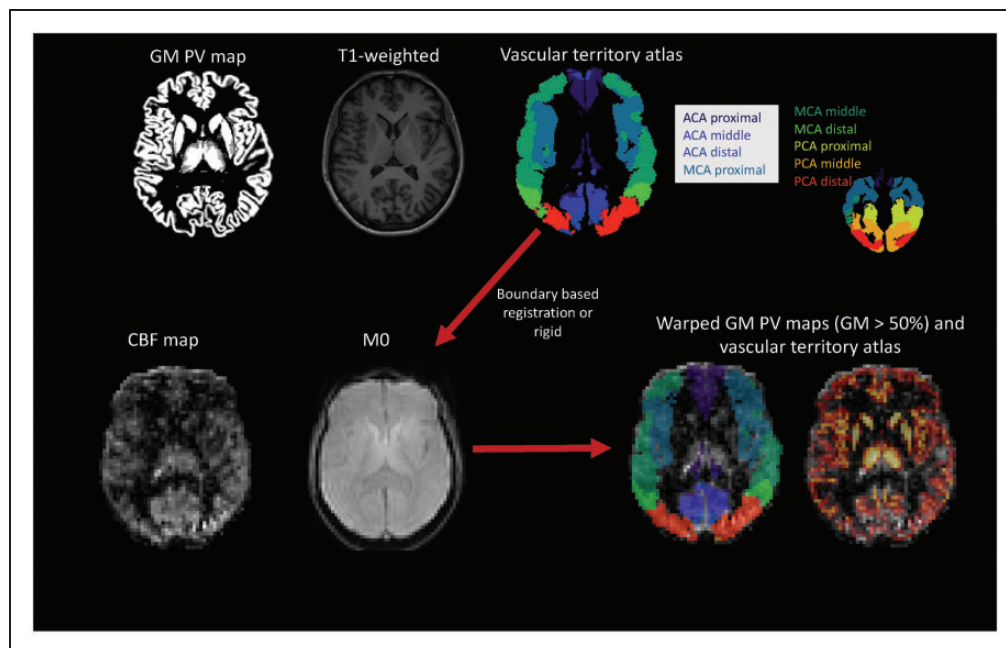 GM PV map
T1-weighted
Vascular territory atlas
ACA proximal
ACA middle
ACA distal
MCA proximal
MCA middle
MCA distal
PCA proximal
PCA middle
PCA distal
Boundary based
registration or
rigid
CBF map
M0
Warped GM PV maps (GM > 50%) and
vascular territory atlas